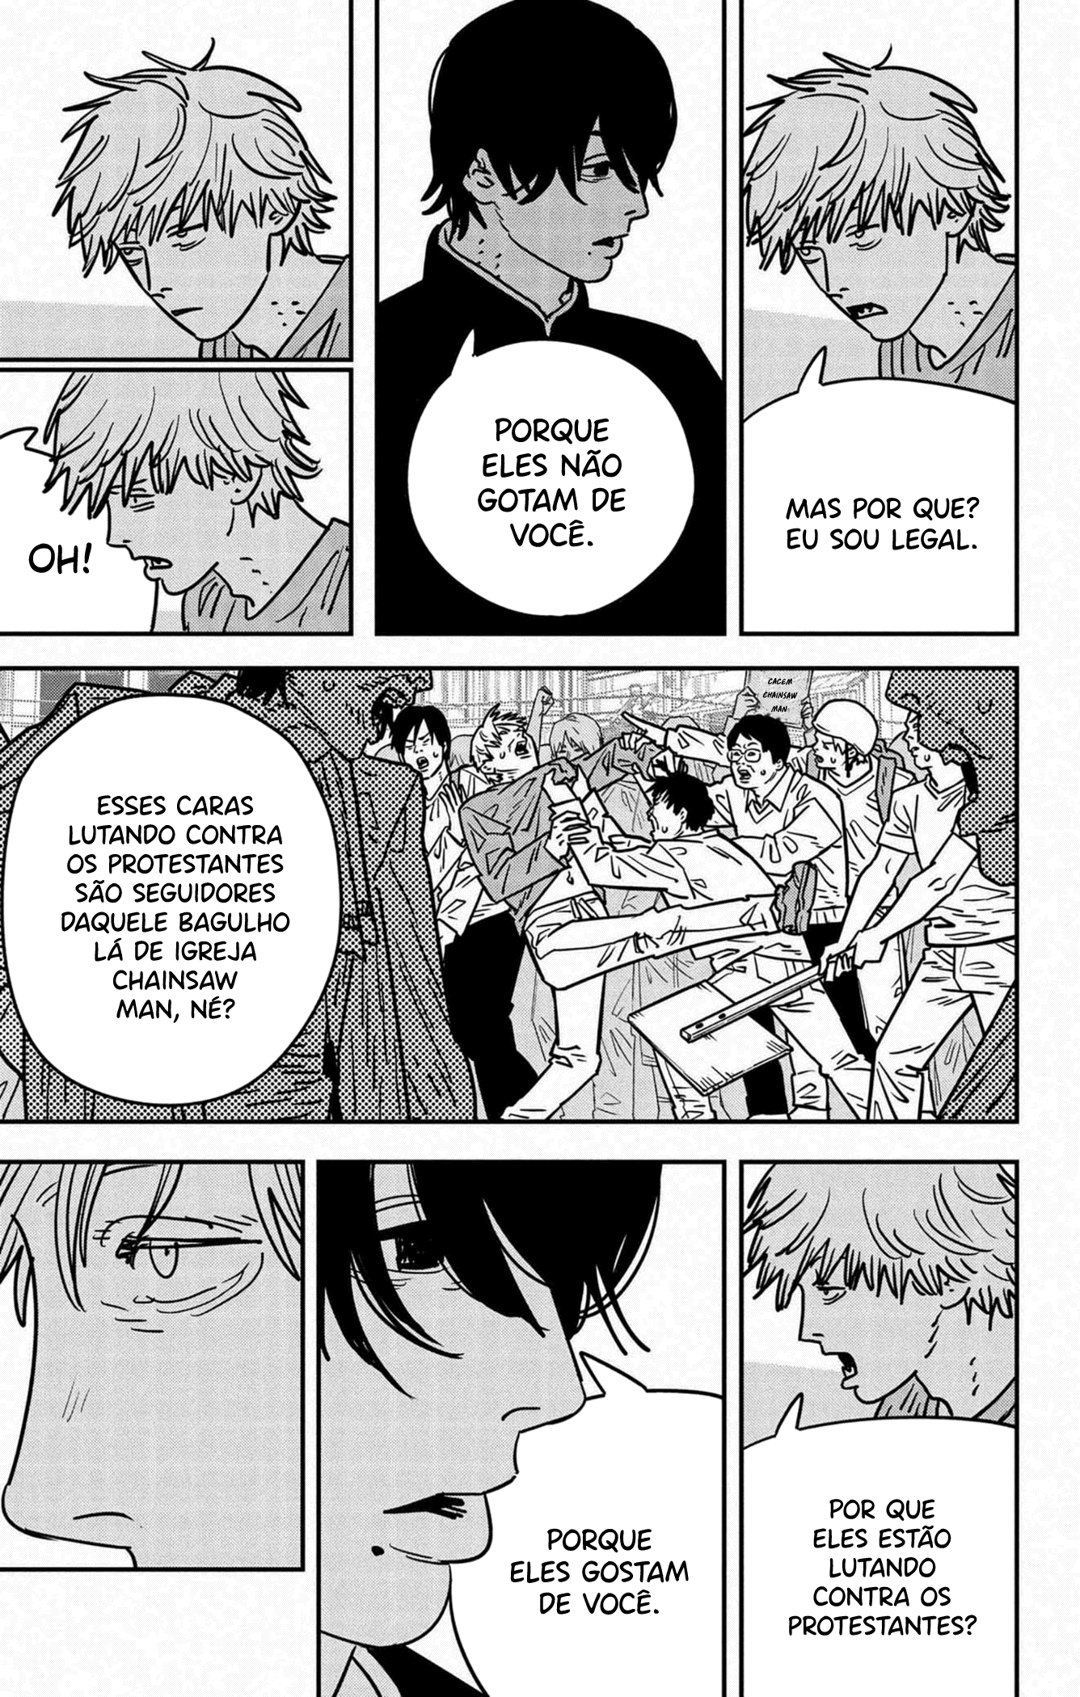 MAS POR QUE?
EU SOU LEGAL.
PORQUE
ELES NÃO
GOTAM DE
VOCÊ.
OH!
CACEM
CHAINSAW
MAN
ESSES CARAS
LUTANDO CONTRA
OS PROTESTANTES
SÃO SEGUIDORES
DAQUELE BAGULHO
LÁ DE IGREJA
CHAINSAW
MAN, NÉ?
POR QUE
ELES ESTÃO
LUTANDO
CONTRA OS
PROTESTANTES?
PORQUE
ELES GOSTAM
DE VOCÊ.